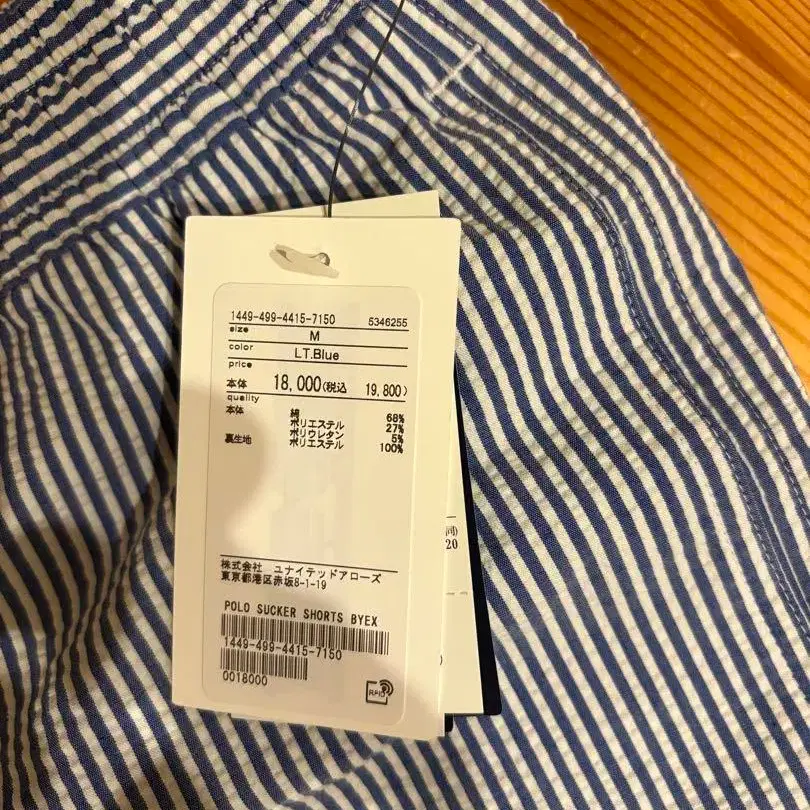 1449-499-4415-7150 5346255
size M
color LT.Blue
price
本体 18,000(税込 19,800)
quality
本体 綿 68%
ポリエステル 27%
ポリウレタン 5%
裏生地 ポリエステル 100%
株式会社 ユナイテッドアローズ
東京都港区赤坂8-1-19
POLO SUCKER SHORTS BYEX
1449-499-4415-7150
0018000
RFID
同)
20